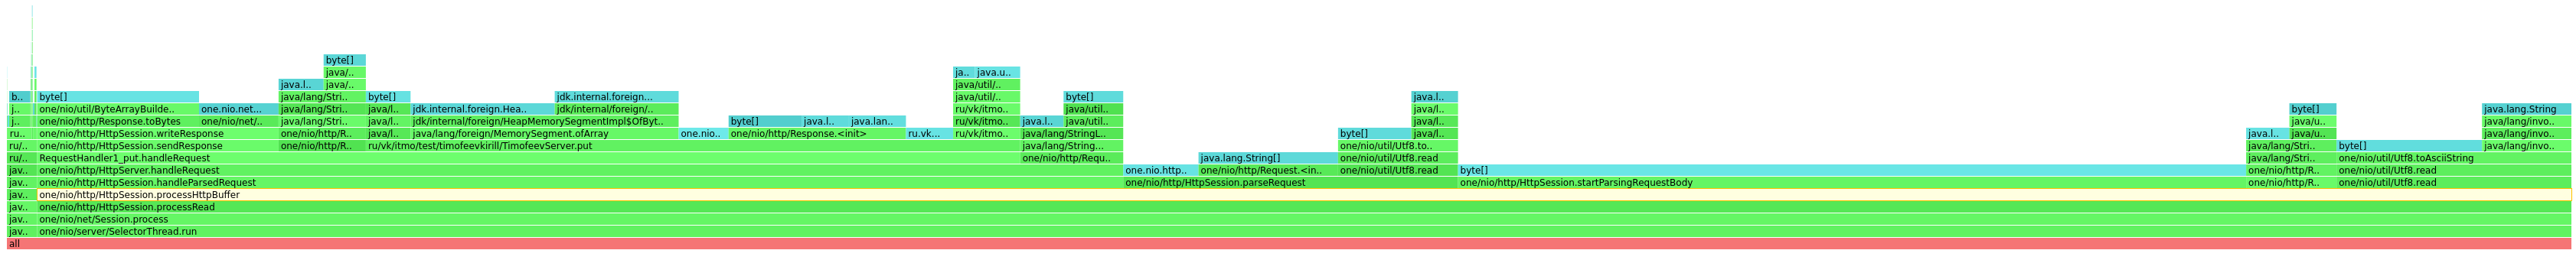 byte[]
java/..
ja.. java.u..
java.l.. java/.. java/util/..
b.. byte[] java/lang/Stri.. byte[] jdk.internal.foreign... java/util/.. byte[] java.l..
j.. one/nio/util/ByteArrayBuilde.. one.nio.net... java/lang/Stri.. java/l.. jdk.internal.foreign.Hea.. jdk/internal/foreign/.. ru/vk/itmo.. java/util.. java/l.. byte[] java.lang.String
j.. one/nio/http/Response.toBytes one/nio/net/.. java/lang/Stri.. java/l.. jdk/internal/foreign/HeapMemorySegmentImpl$OfByt.. byte[] java.l.. java.lan.. ru/vk/itmo.. java.l.. java/util.. java/l.. java/u.. java/lang/invo..
ru.. one/nio/http/HttpSession.writeResponse one/nio/http/R.. java/l.. java/lang/foreign/MemorySegment.ofArray one.nio.. one/nio/http/Response.<init> ru.vk... ru/vk/itmo.. java/lang/StringL.. byte[] java/l.. java.l.. java/u.. java/lang/invo..
ru/.. one/nio/http/HttpSession.sendResponse one/nio/http/R.. ru/vk/itmo/test/timofeevkirill/TimofeevServer.put java/lang/String... one/nio/util/Utf8.to.. java/lang/Stri.. byte[] java/lang/invo..
ru/.. RequestHandler1_put.handleRequest one/nio/http/Requ.. java.lang.String[] one/nio/util/Utf8.read java/lang/Stri.. one/nio/util/Utf8.toAsciiString
jav.. one/nio/http/HttpServer.handleRequest one.nio.http.. one/nio/http/Request.<in.. one/nio/util/Utf8.read byte[] one/nio/http/R.. one/nio/util/Utf8.read
jav.. one/nio/http/HttpSession.handleParsedRequest one/nio/http/HttpSession.parseRequest one/nio/http/HttpSession.startParsingRequestBody one/nio/http/R.. one/nio/util/Utf8.read
jav.. one/nio/http/HttpSession.processHttpBuffer
jav.. one/nio/http/HttpSession.processRead
jav.. one/nio/net/Session.process
jav.. one/nio/server/SelectorThread.run
all